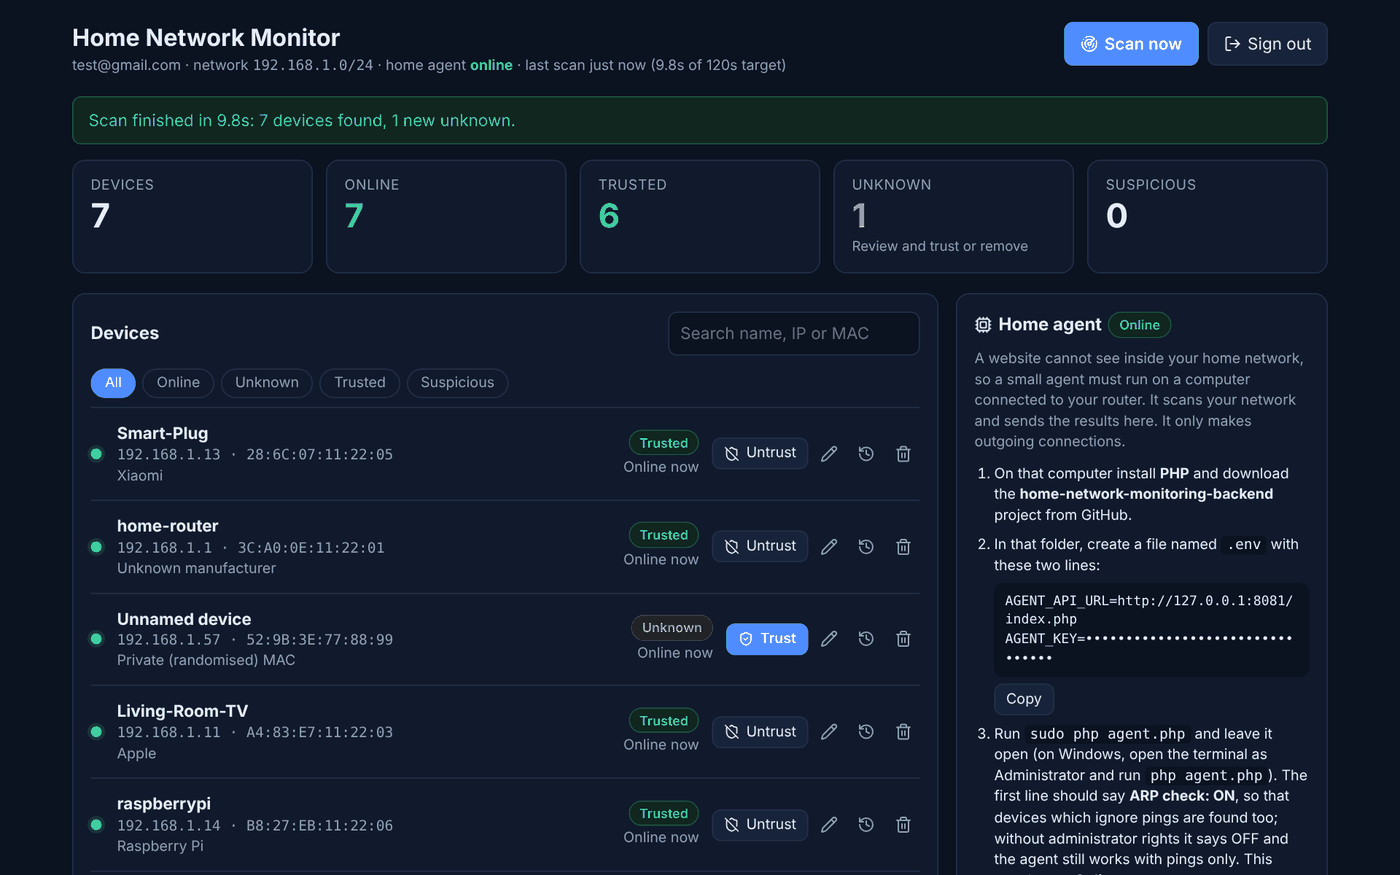 Home Network Monitor
test@gmail.com · network 192.168.1.0/24 · home agent online · last scan just now (9.8s of 120s target)
Scan now
Sign out
Scan finished in 9.8s: 7 devices found, 1 new unknown.
DEVICES
7
ONLINE
7
TRUSTED
6
UNKNOWN
1
Review and trust or remove
SUSPICIOUS
0
Devices
Search name, IP or MAC
All
Online
Unknown
Trusted
Suspicious
Smart-Plug
192.168.1.13 · 28:6C:07:11:22:05
Xiaomi
Trusted
Online now
Untrust
home-router
192.168.1.1 · 3C:A0:0E:11:22:01
Unknown manufacturer
Trusted
Online now
Untrust
Unnamed device
192.168.1.57 · 52:9B:3E:77:88:99
Private (randomised) MAC
Unknown
Online now
Trust
Living-Room-TV
192.168.1.11 · A4:83:E7:11:22:03
Apple
Trusted
Online now
Untrust
raspberrypi
192.168.1.14 · B8:27:EB:11:22:06
Raspberry Pi
Trusted
Online now
Untrust
Home agent
Online
A website cannot see inside your home network,
so a small agent must run on a computer
connected to your router. It scans your network
and sends the results here. It only makes
outgoing connections.
1. On that computer install PHP and download
the home-network-monitoring-backend
project from GitHub.
2. In that folder, create a file named .env with
these two lines:
AGENT_API_URL=http://127.0.0.1:8081/
index.php
AGENT_KEY=••••••••••••••••••••••••••
••••••
Copy
3. Run sudo php agent.php and leave it
open (on Windows, open the terminal as
Administrator and run php agent.php ). The
first line should say ARP check: ON, so that
devices which ignore pings are found too;
without administrator rights it says OFF and
the agent still works with pings only. This